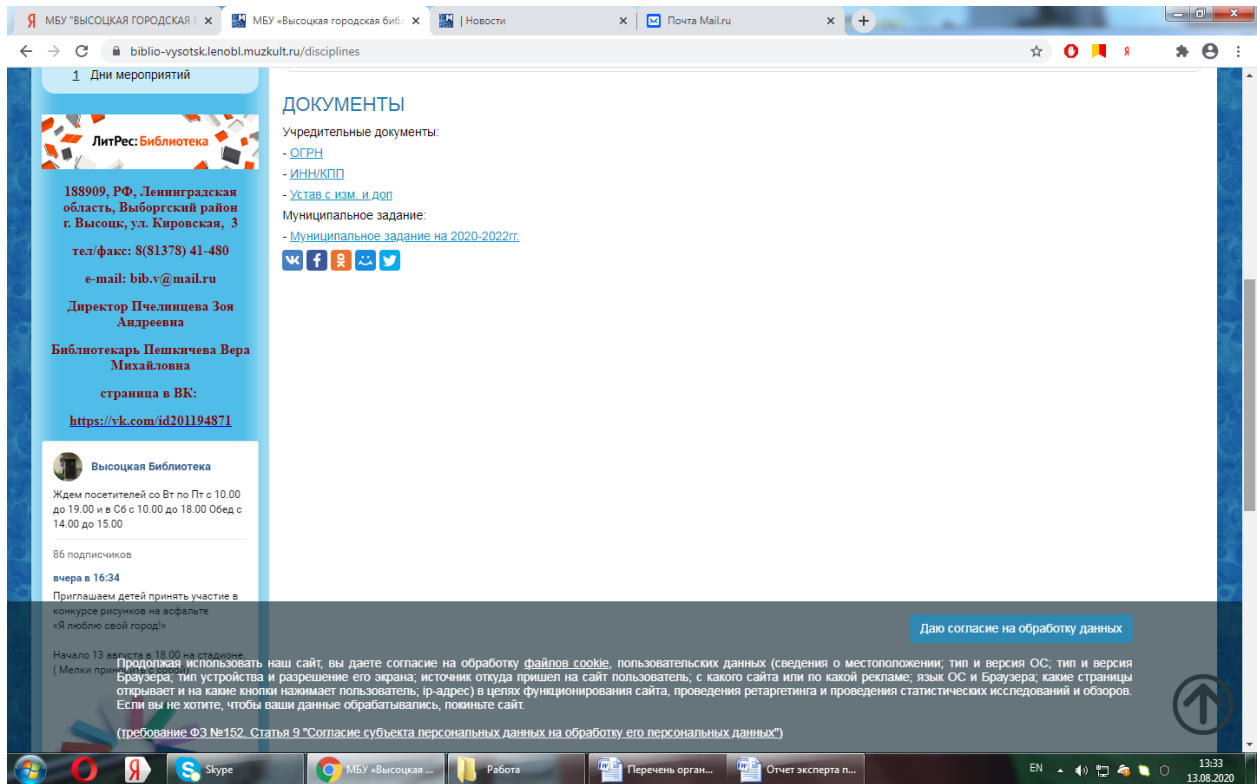 МБУ "ВЫСОЦКАЯ ГОРОДСКАЯ
МБУ «Высоцкая городская биб
| Новости
Почта Mail.ru
biblio-vysotsk.lenobl.muzkult.ru/disciplines
1 Дни мероприятий
ЛитРес: Библиотека
188909, РФ, Ленинградская
область, Выборгский район
г. Высоцк, ул. Кировская, 3
тел/факс: 8(81378) 41-480
e-mail: bib.v@mail.ru
Директор Пчелинцева Зоя
Андреевна
Библиотекарь Пешкичева Вера
Михайловна
страница в ВК:
https://vk.com/id201194871
Высоцкая Библиотека
Ждем посетителей со Вт по Пт с 10.00
до 19.00 и в Сб с 10.00 до 18.00 Обед с
14.00 до 15.00
86 подписчиков
вчера в 16:34
Приглашаем детей принять участие в
конкурсе рисунков на асфальте
«Я люблю свой город!»
Начало 13 августа в 18.00 на стадионе.
( Мелки приносить с собой)
ДОКУМЕНТЫ
Учредительные документы:
- ОГРН
- ИНН/КПП
- Устав с изм. и доп
Муниципальное задание:
- Муниципальное задание на 2020-2022гг.
Даю согласие на обработку данных
Продолжая использовать наш сайт, вы даете согласие на обработку файлов cookie, пользовательских данных (сведения о местоположении; тип и версия ОС; тип и версия
Браузера; тип устройства и разрешение его экрана; источник откуда пришел на сайт пользователь; с какого сайта или по какой рекламе; язык ОС и Браузера; какие страницы
открывает и на какие кнопки нажимает пользователь; ip-адрес) в целях функционирования сайта, проведения ретаргетинга и проведения статистических исследований и обзоров.
Если вы не хотите, чтобы ваши данные обрабатывались, покиньте сайт.
(требование ФЗ №152. Статья 9 "Согласие субъекта персональных данных на обработку его персональных данных")
Skype
МБУ «Высоцкая ...
Работа
Перечень орган...
Отчет эксперта п...
EN
13:33
13.08.2020